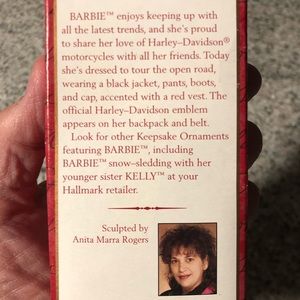 BARBIE™ enjoys keeping up with
all the latest trends, and she's proud
to share her love of Harley–Davidson®
motorcycles with all her friends. Today
she's dressed to tour the open road,
wearing a black jacket, pants, boots,
and cap, accented with a red vest. The
official Harley–Davidson emblem
appears on her backpack and belt.
Look for other Keepsake Ornaments
featuring BARBIE™, including
BARBIE™ snow–sledding with her
younger sister KELLY™ at your
Hallmark retailer.
Sculpted by
Anita Marra Rogers